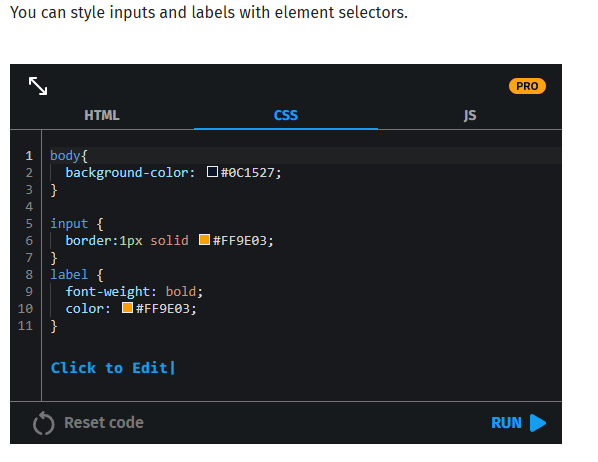 You can style inputs and labels with element selectors.
PRO
HTML CSS JS
1 body{
2 background-color: #0C1527;
3 }
4
5 input {
6 border:1px solid #FF9E03;
7 }
8 label {
9 font-weight: bold;
10 color: #FF9E03;
11 }
Click to Edit|
Reset code RUN